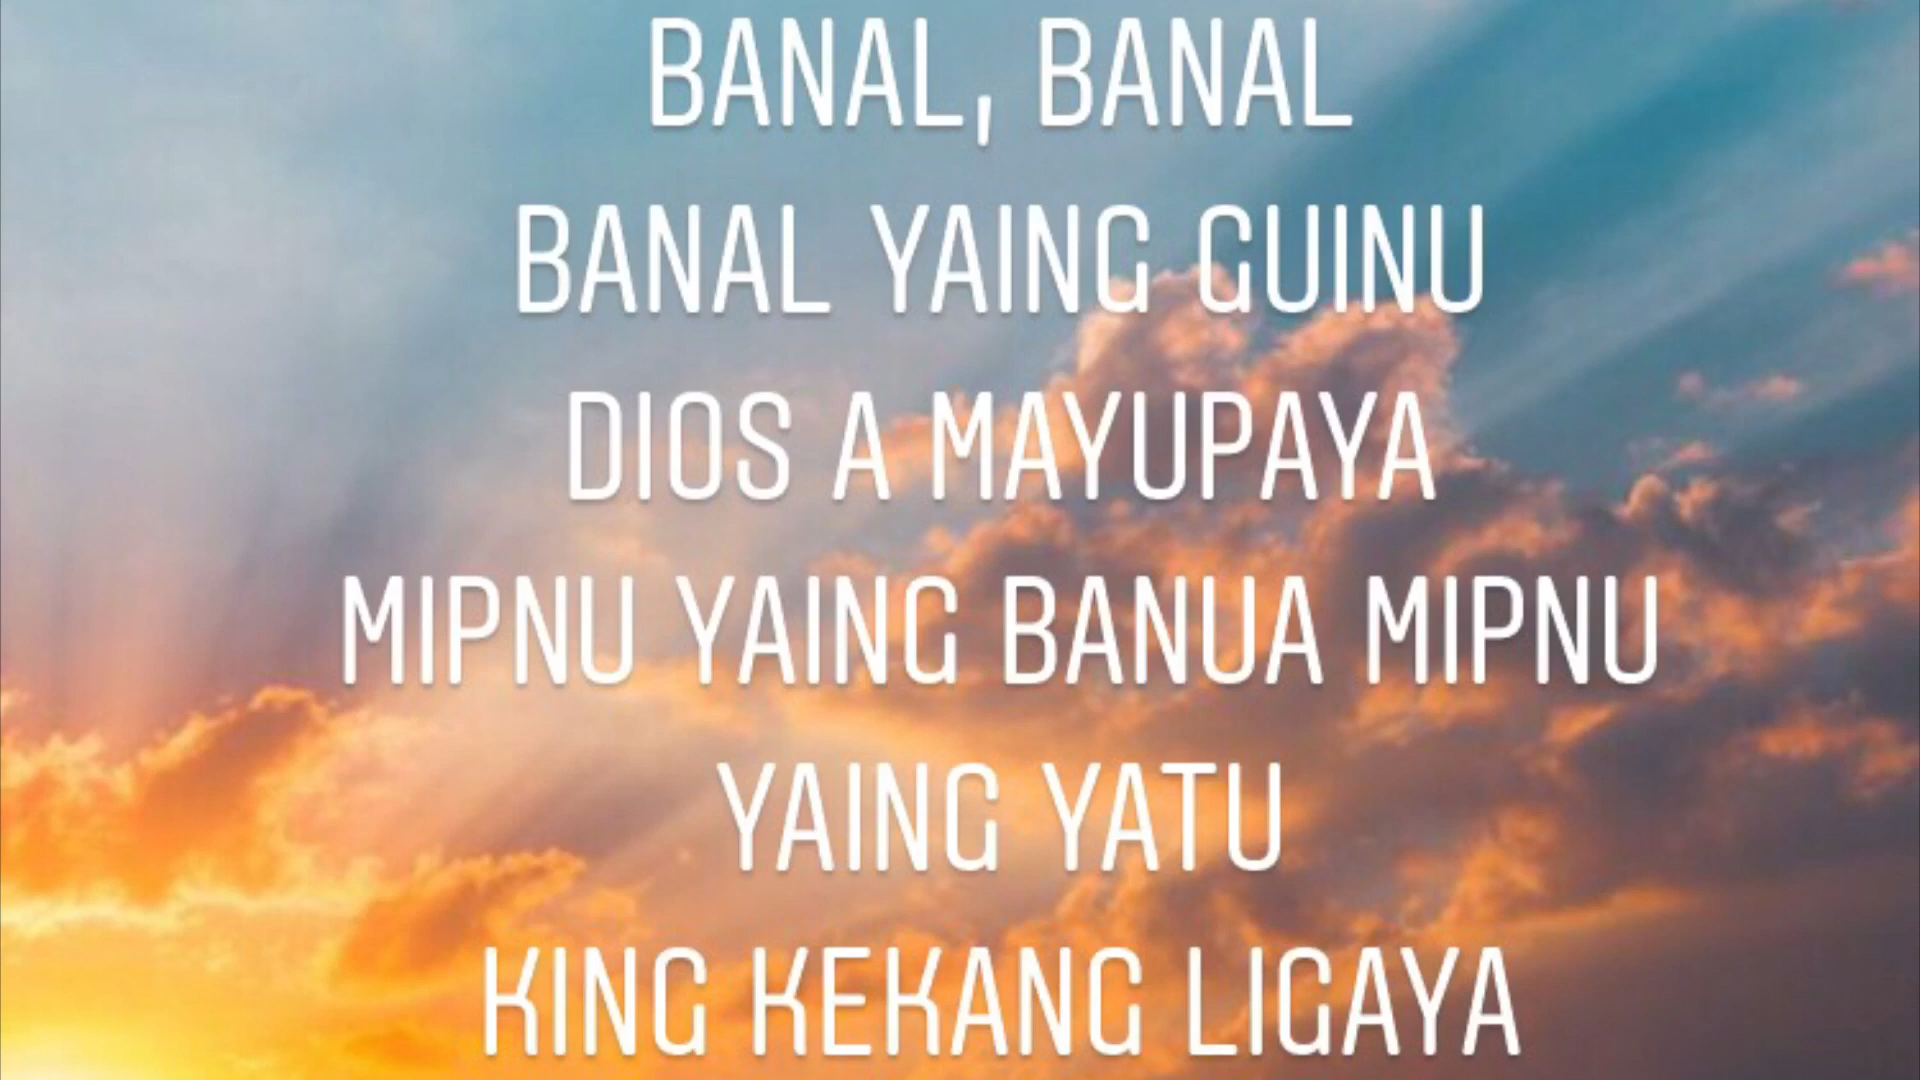 BANAL, BANAL
BANAL YAING GUINU
DIOS A MAYUPAYA
MIPNU YAING BANUA MIPNU
YAING YATU
KING KEKANG LIGAYA